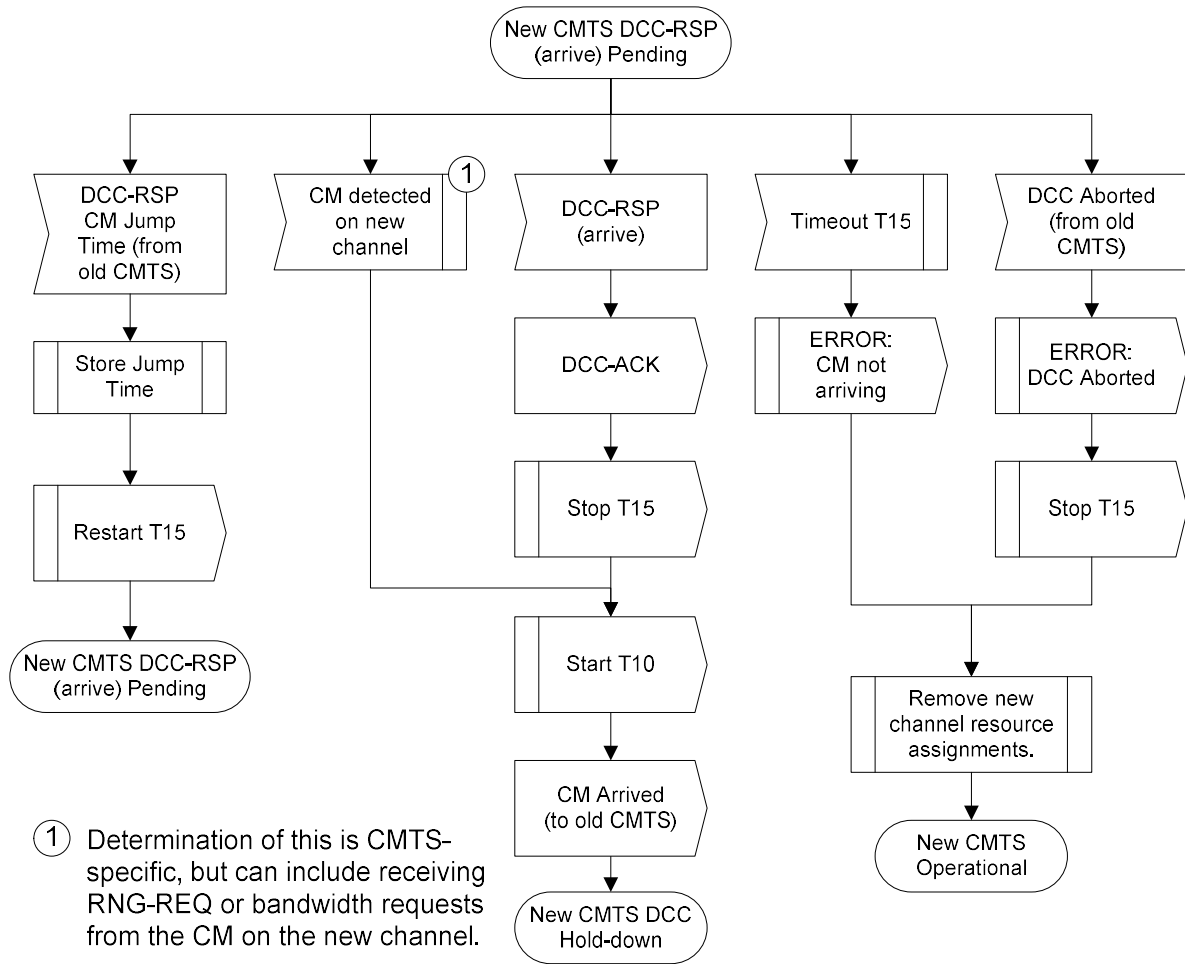 New CMTS DCC-RSP
(arrive) Pending
DCC-RSP
CM Jump
Time (from
old CMTS)
CM detected
on new
channel
1
DCC-RSP
(arrive)
Timeout T15
DCC Aborted
(from old
CMTS)
Store Jump
Time
DCC-ACK
ERROR:
CM not
arriving
ERROR:
DCC Aborted
Restart T15
Stop T15
Stop T15
New CMTS DCC-RSP
(arrive) Pending
Start T10
Remove new
channel resource
assignments.
CM Arrived
(to old CMTS)
New CMTS
Operational
New CMTS DCC
Hold-down
1 Determination of this is CMTS-
specific, but can include receiving
RNG-REQ or bandwidth requests
from the CM on the new channel.